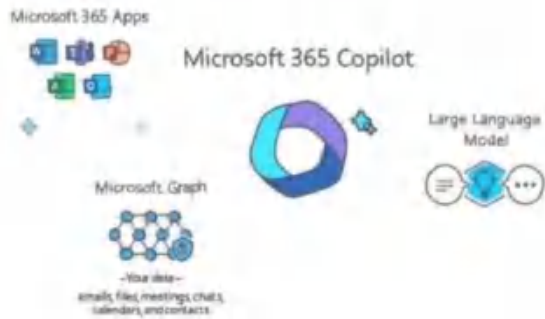 Microsoft 365 Apps
Microsoft 365 Copilot
Large Language
Model
Microsoft Graph
~Your data~
emails, files, meetings, chats,
calendars, and contacts